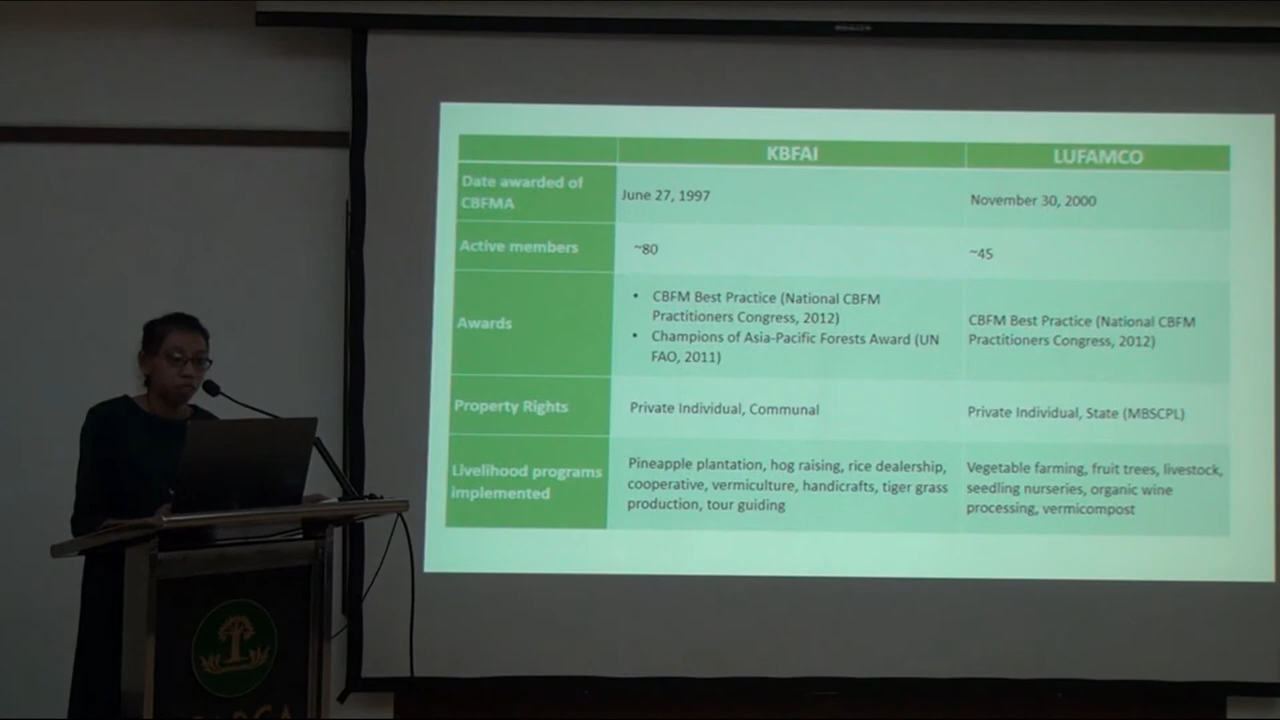 KBFAI
LUFAMCO
Date awarded of
CBFMA
June 27, 1997
November 30, 2000
Active members
~80
~45
Awards
• CBFM Best Practice (National CBFM
Practitioners Congress, 2012)
• Champions of Asia-Pacific Forests Award (UN
FAO, 2011)
CBFM Best Practice (National CBFM
Practitioners Congress, 2012)
Property Rights
Private Individual, Communal
Private Individual, State (MBSCPL)
Livelihood programs
implemented
Pineapple plantation, hog raising, rice dealership,
cooperative, vermiculture, handicrafts, tiger grass
production, tour guiding
Vegetable farming, fruit trees, livestock,
seedling nurseries, organic wine
processing, vermicompost